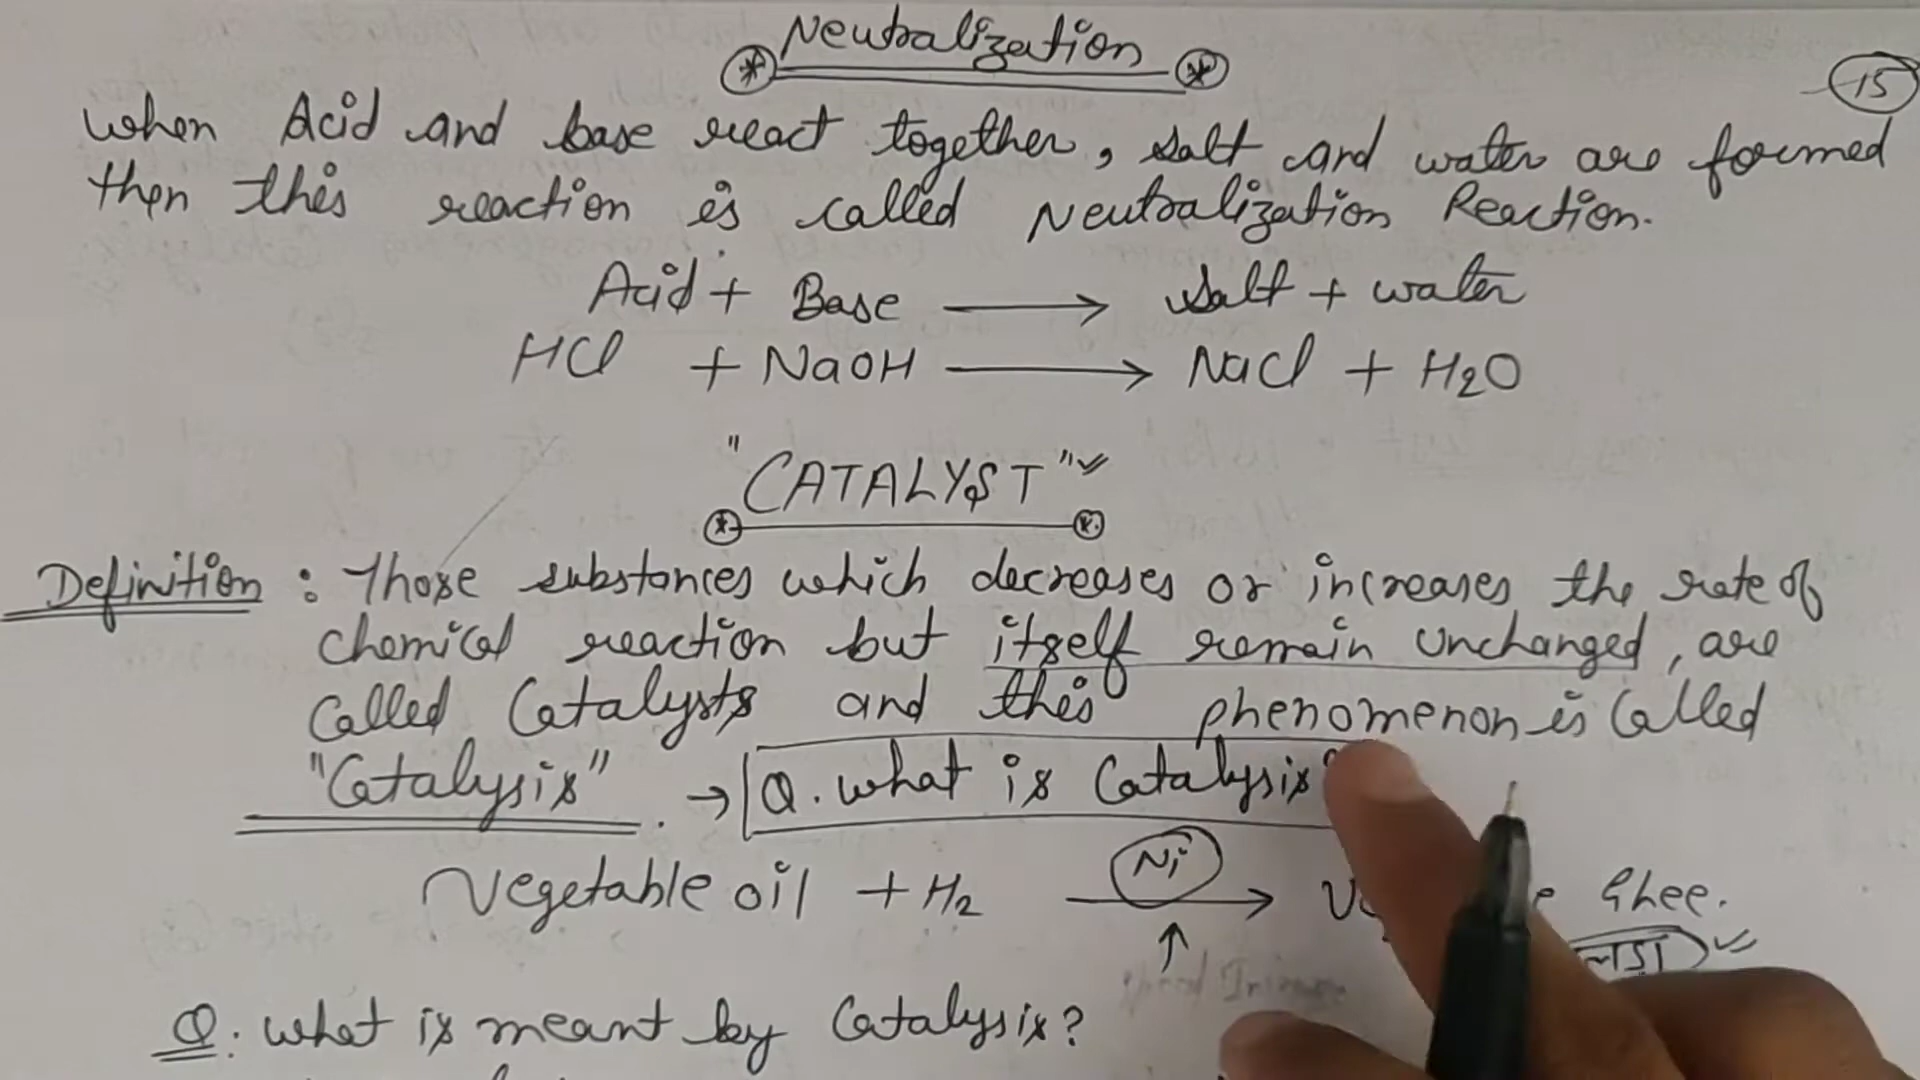 Neutralization
15
when Acid and base react together, salt and water are formed
then this reaction is called Neutralization Reaction.
Acid + Base → Salt + water
HCl + NaOH → NaCl + H2O
"CATALYST"
Definition : Those substances which decreases or increases the rate of
chemical reaction but itself remain unchanged, are
called Catalysts and this phenomenon is called
"Catalysis". → Q. what is Catalysis
Vegetable oil + H2 Ni → Ghee.
Q. what is meant by Catalysis?